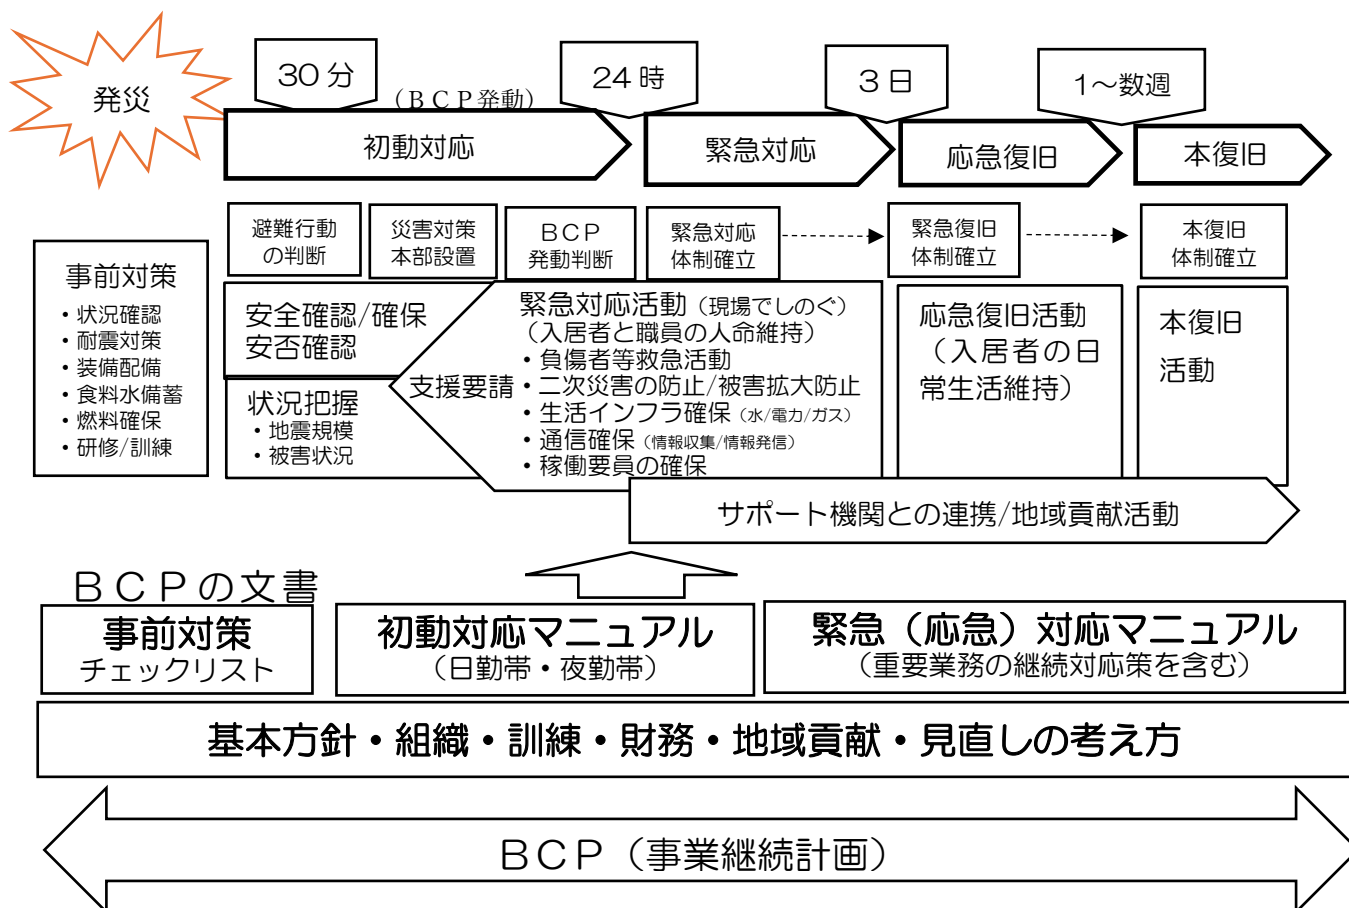 発災
30分
（ＢＣＰ発動）
24時
3日
1～数週
初動対応
緊急対応
応急復旧
本復旧
避難行動
の判断
災害対策
本部設置
ＢＣＰ
発動判断
緊急対応
体制確立
緊急復旧
体制確立
本復旧
体制確立
事前対策
・状況確認
・耐震対策
・装備配備
・食料水備蓄
・燃料確保
・研修/訓練
安全確認/確保
安否確認
状況把握
・地震規模
・被害状況
支援要請
緊急対応活動（現場でしのぐ）
（入居者と職員の人命維持）
・負傷者等救急活動
・二次災害の防止/被害拡大防止
・生活インフラ確保（水/電力/ガス）
・通信確保（情報収集/情報発信）
・稼働要員の確保
応急復旧活動
（入居者の日
常生活維持）
本復旧
活動
サポート機関との連携/地域貢献活動
ＢＣＰの文書
事前対策
チェックリスト
初動対応マニュアル
（日勤帯・夜勤帯）
緊急（応急）対応マニュアル
（重要業務の継続対応策を含む）
基本方針・組織・訓練・財務・地域貢献・見直しの考え方
ＢＣＰ（事業継続計画）